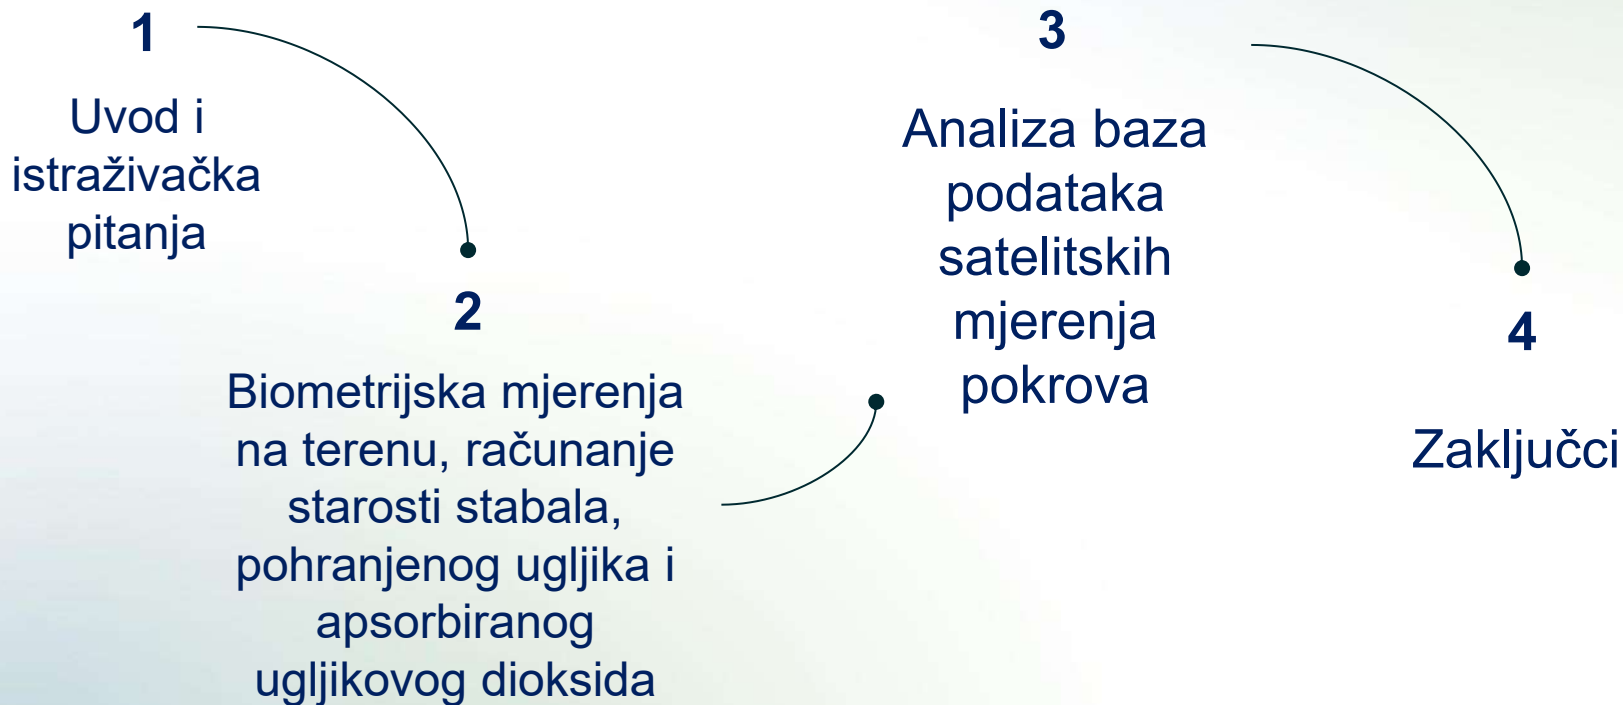 1
Uvod i
istraživačka
pitanja
2
Biometrijska mjerenja
na terenu, računanje
starosti stabala,
pohranjenog ugljika i
apsorbiranog
ugljikovog dioksida
3
Analiza baza
podataka
satelitskih
mjerenja
pokrova
4
Zaključci